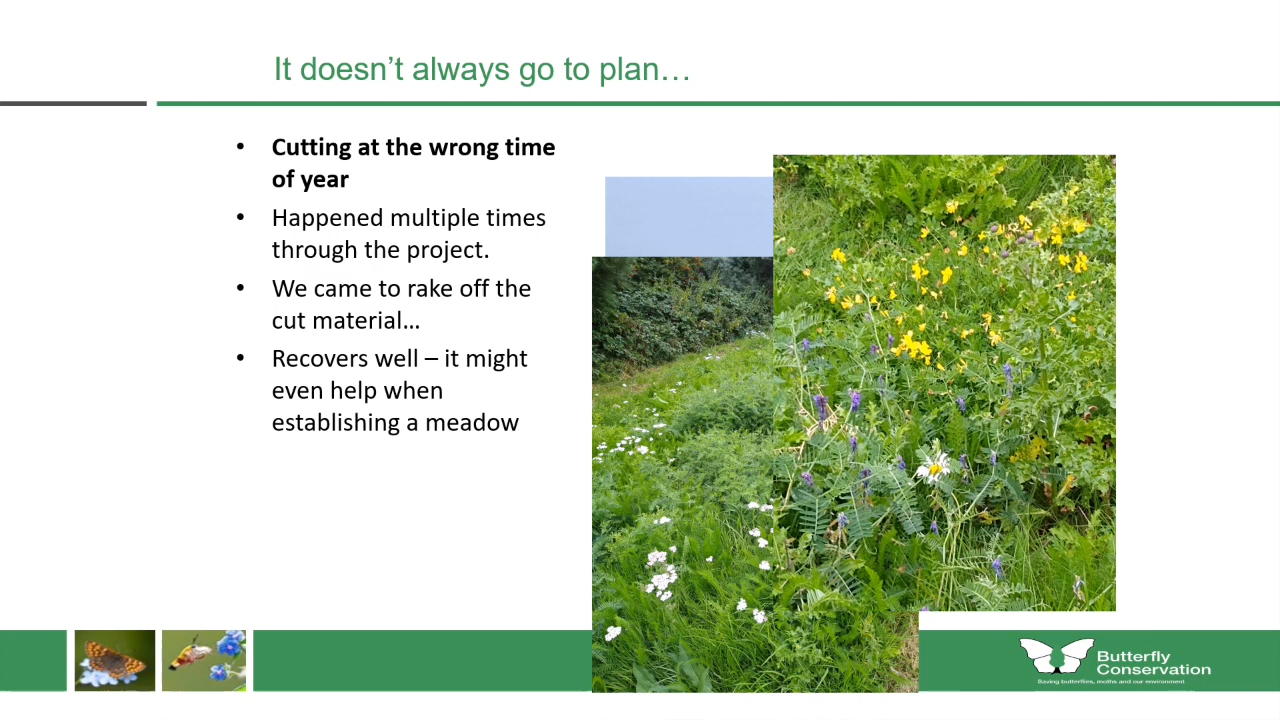 It doesn’t always go to plan…
• Cutting at the wrong time
of year
• Happened multiple times
through the project.
• We came to rake off the
cut material…
• Recovers well – it might
even help when
establishing a meadow
Butterfly
Conservation
Saving butterflies, moths and our environment